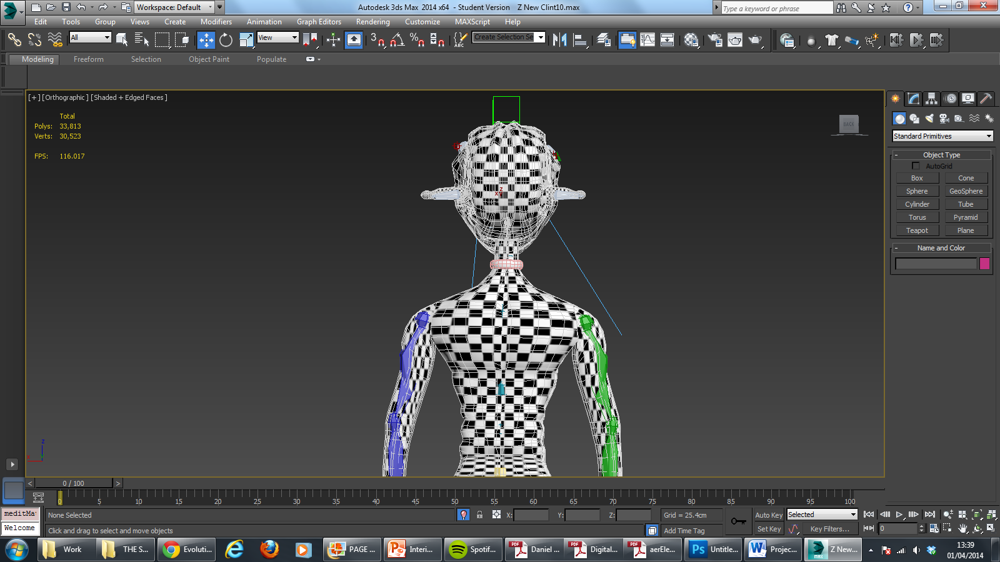 Workspace: Default
Autodesk 3ds Max 2014 x64 - Student Version Z New Clint10.max
Type a keyword or phrase
Edit Tools Group Views Create Modifiers Animation Graph Editors Rendering Customize MAXScript Help
All
View
3
Create Selection Se
Modeling Freeform Selection Object Paint Populate
[+] [Orthographic] [Shaded + Edged Faces]
Total
Polys: 33,813
Verts: 30,523
FPS: 116.017
BACK
Standard Primitives
- Object Type
AutoGrid
Box Cone
Sphere GeoSphere
Cylinder Tube
Torus Pyramid
Teapot Plane
- Name and Color
z
x
z
x
< 0 / 100 >
0 5 10 15 20 25 30 35 40 45 50 55 60 65 70 75 80 85 90 95 100
meditMa
None Selected
X: Y: Z:
Grid = 25.4cm
Auto Key
Selected
Welcome
Click and drag to select and move objects
Add Time Tag
Set Key
Key Filters...
0
Work
THE S...
Evoluti...
PAGE ...
Interi...
Spotif...
Daniel ...
Digital...
aerEle...
Untitle...
Projec...
Z New...
13:39
01/04/2014